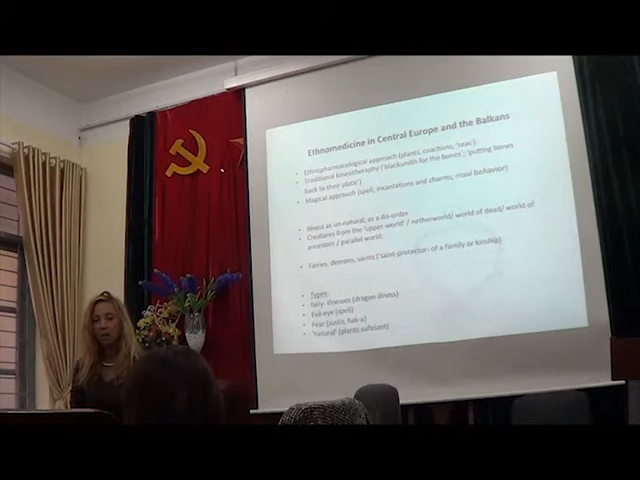 Ethnomedicine in Central Europe and the Balkans
• Ethnopharmacological approach (plants, coactions, 'teas')
• Traditional kinesitheraphy ('blacksmith for the bones'; 'putting bones
back to their place')
• Magical approach (spell, incantations and charms, ritual behavior)
• Illness as un-natural, as a dis-order
• Creatures from the 'upper world' / netherworld/ world of dead/ world of
ancestors / parallel world:
• Fairies, demons, saints ('saint-protector- of a family or kinship)
• Types:
• fairy- illnesses (dragon illness)
• Evil-eye (spell)
• Fear (susto, hak-a)
• 'natural' (plants suficiant)